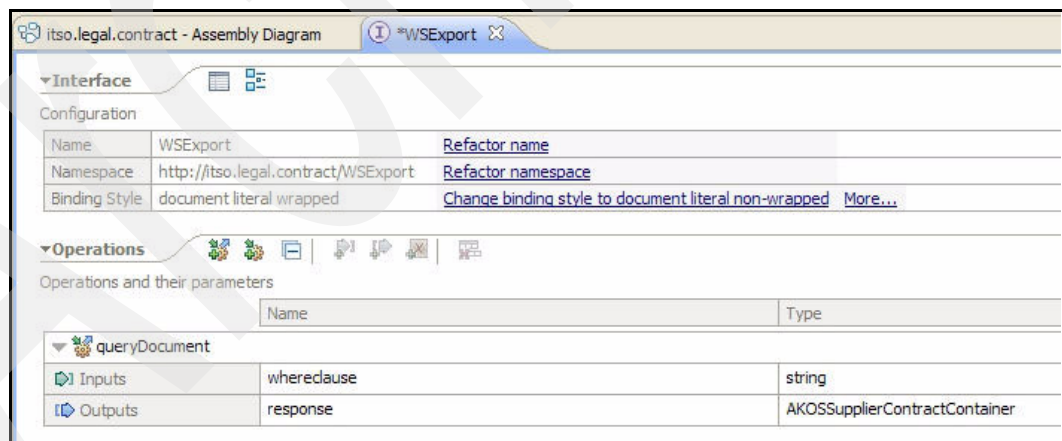 itso.legal.contract - Assembly Diagram *WSExport
Interface
Configuration
Name WSExport Refactor name
Namespace http://itso.legal.contract/WSExport Refactor namespace
Binding Style document literal wrapped Change binding style to document literal non-wrapped More...
Operations
Operations and their parameters
Name Type
queryDocument
Inputs whereclause string
Outputs response AKOSSupplierContractContainer